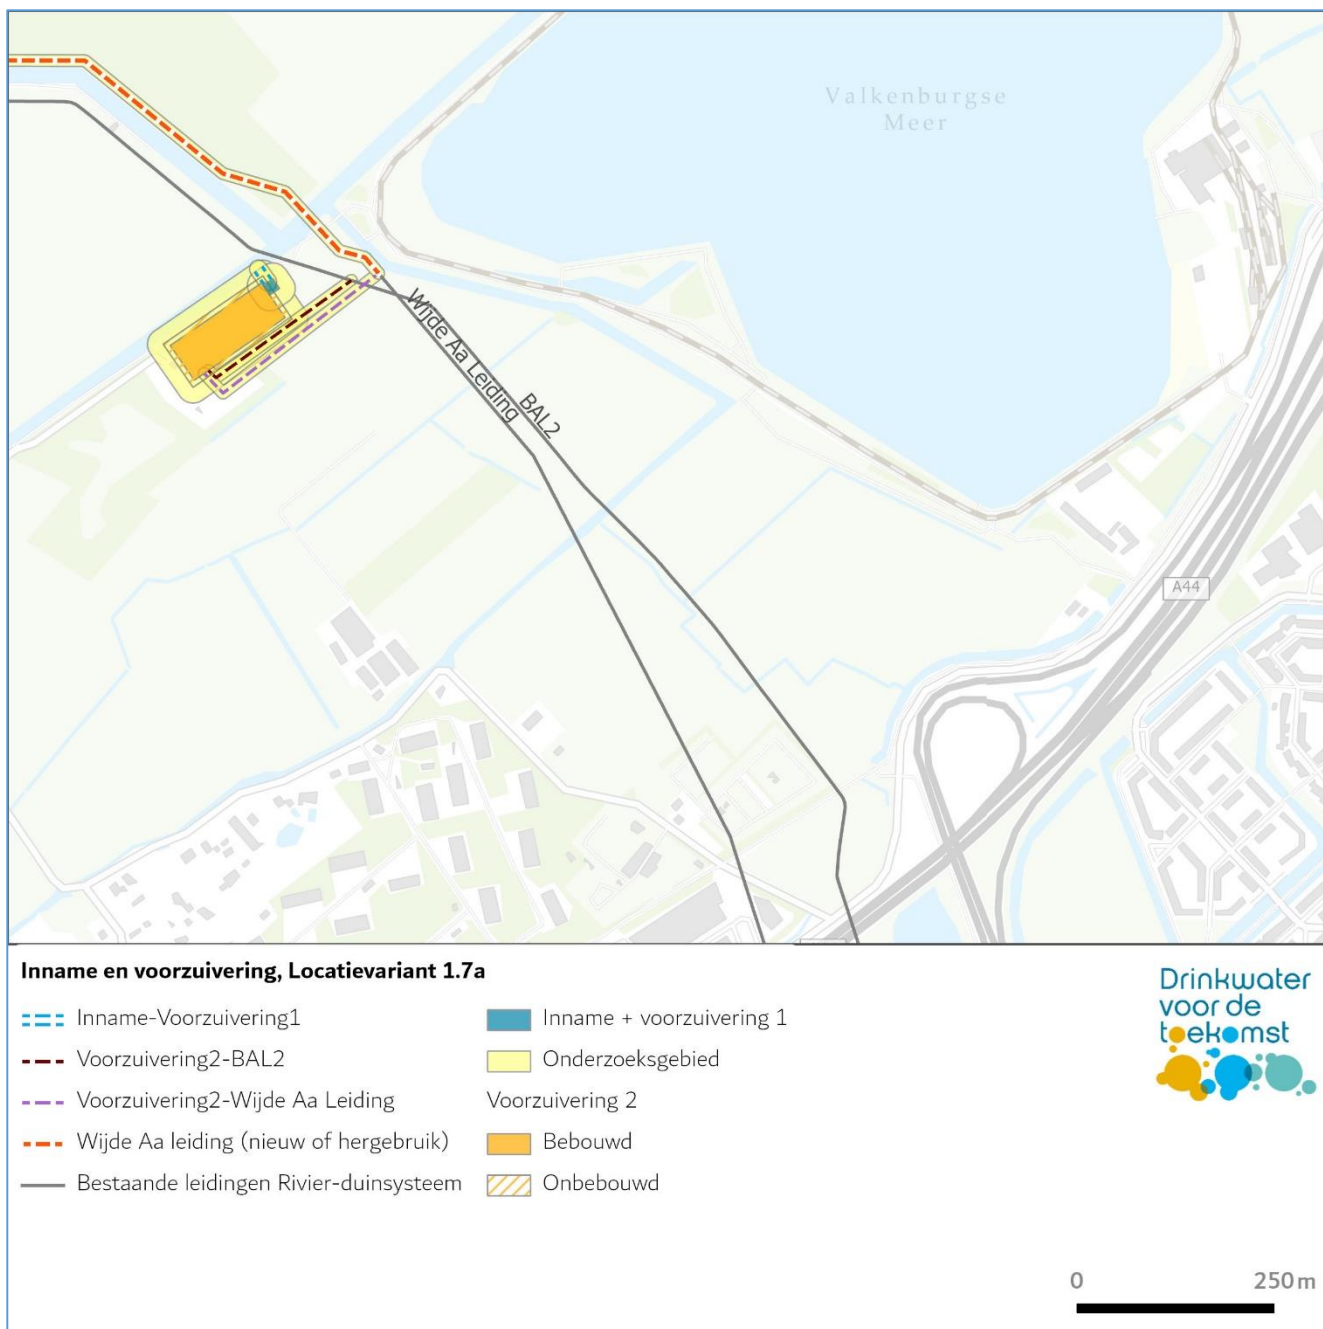 Valkenburgse
Meer
Wijde Aa Leiding
BAL2
A44
Inname en voorzuivering, Locatievariant 1.7a
Inname-Voorzuivering1
Voorzuivering2-BAL2
Voorzuivering2-Wijde Aa Leiding
Wijde Aa leiding (nieuw of hergebruik)
Bestaande leidingen Rivier-duinsysteem
Inname + voorzuivering 1
Onderzoeksgebied
Voorzuivering 2
Bebouwd
Onbebouwd
Drinkwater
voor de
toekomst
0 250 m